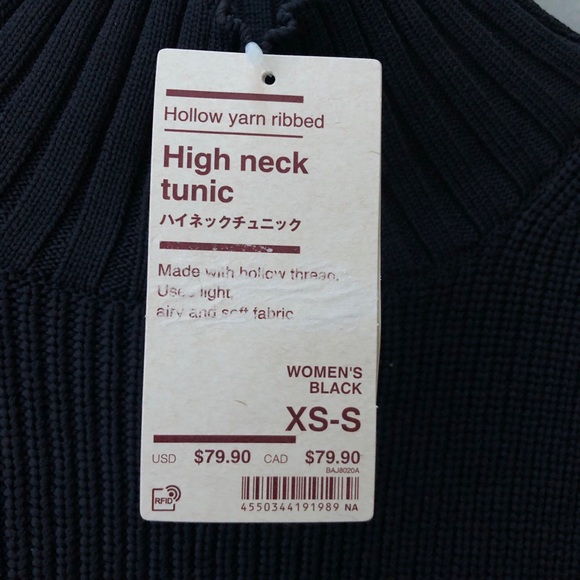 Hollow yarn ribbed
High neck
tunic
ハイネックチュニック
Made with hollow thread.
Uses light,
airy and soft fabric
WOMEN'S
BLACK
XS-S
USD $79.90 CAD $79.90
BAJ8020A
RFID
4550344191989 NA